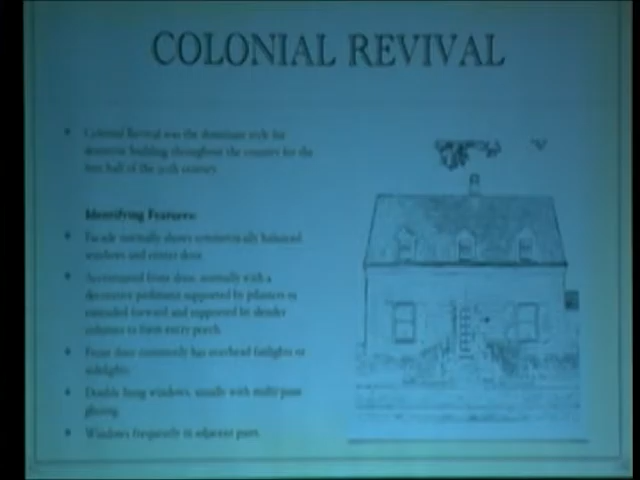 COLONIAL REVIVAL
Colonial Revival was the dominant style for
domestic building throughout the country for the
first half of the 20th century
Identifying Features:
Facade normally shows symmetrically balanced
windows and center door
Accentuated front door, normally with a
decorative pediment supported by pilasters or
extended forward and supported by slender
columns to form entry porch
Front door commonly has overhead fanlights or
sidelights
Double hung windows, usually with multi pane
glazing
Windows frequently in adjacent pairs